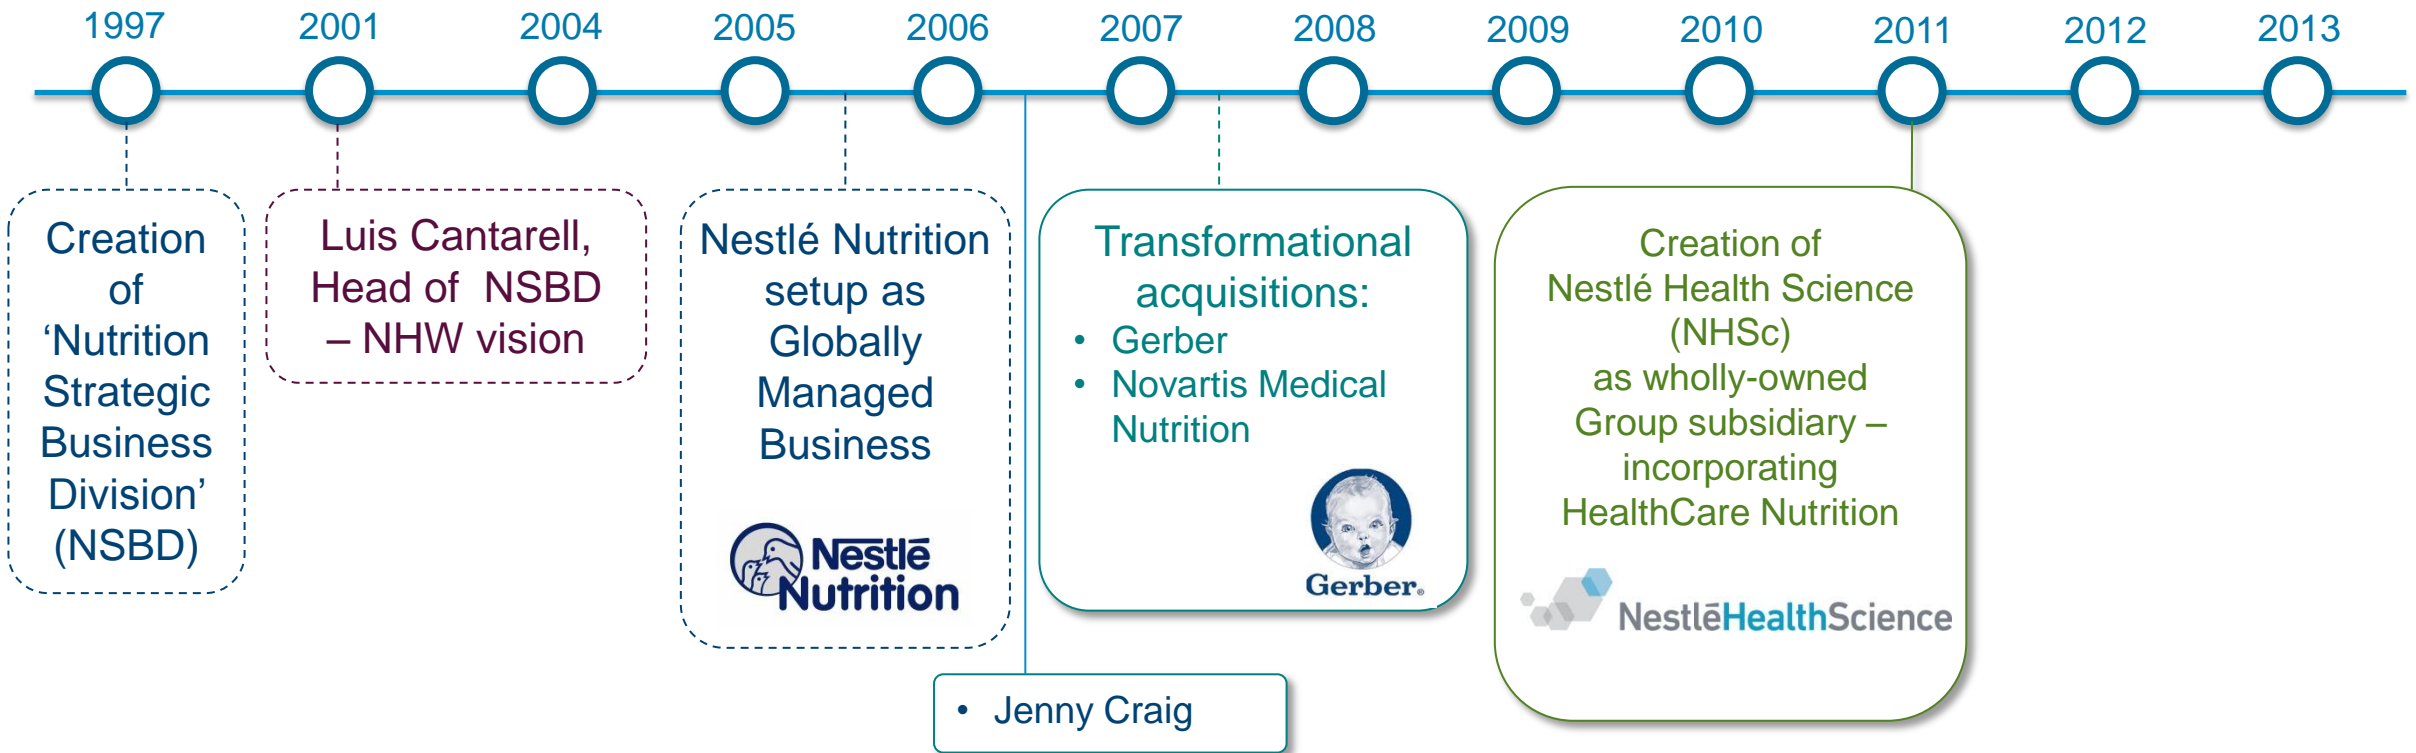 1997 2001 2004 2005 2006 2007 2008 2009 2010 2011 2012 2013
Creation
of
‘Nutrition
Strategic
Business
Division’
(NSBD)
Luis Cantarell,
Head of NSBD
– NHW vision
Nestlé Nutrition
setup as
Globally
Managed
Business
Nestlé
Nutrition
• Jenny Craig
Transformational
acquisitions:
• Gerber
• Novartis Medical
Nutrition
Gerber®
Creation of
Nestlé Health Science
(NHSc)
as wholly-owned
Group subsidiary –
incorporating
HealthCare Nutrition
NestléHealthScience